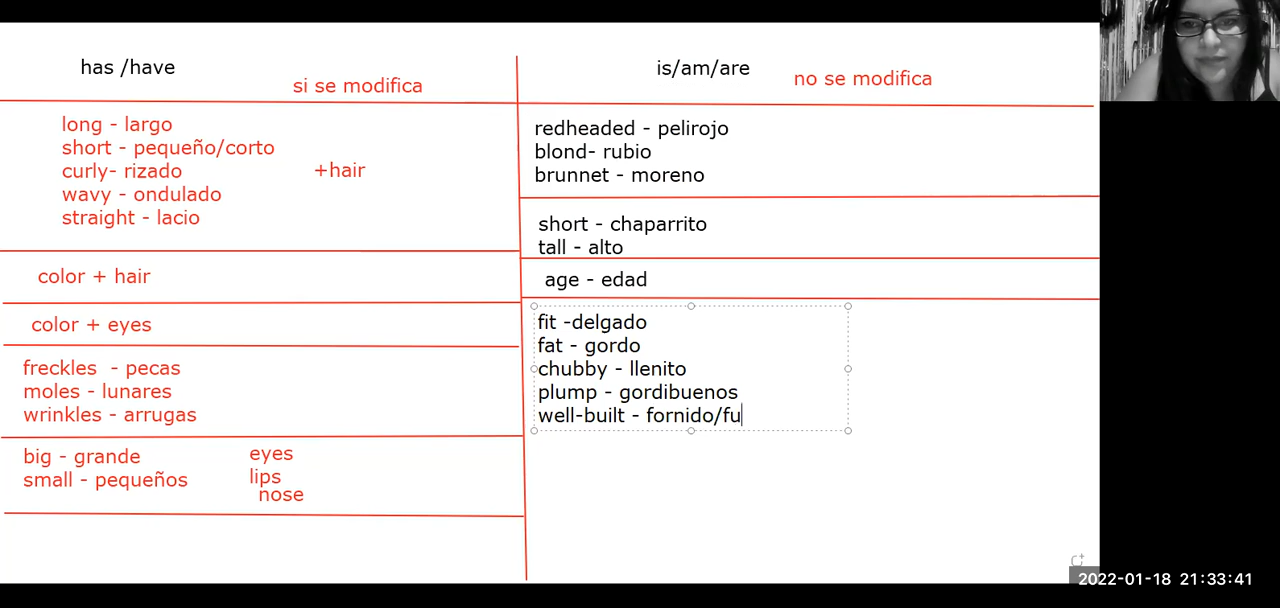 has /have
si se modifica
long - largo
short - pequeño/corto
curly- rizado
+hair
wavy - ondulado
straight - lacio
color + hair
color + eyes
freckles - pecas
moles - lunares
wrinkles - arrugas
big - grande
small - pequeños
eyes
lips
nose
is/am/are
no se modifica
redheaded - pelirojo
blond- rubio
brunnet - moreno
short - chaparrito
tall - alto
age - edad
fit -delgado
fat - gordo
chubby - llenito
plump - gordibuenos
well-built - fornido/fu
2022-01-18 21:33:41